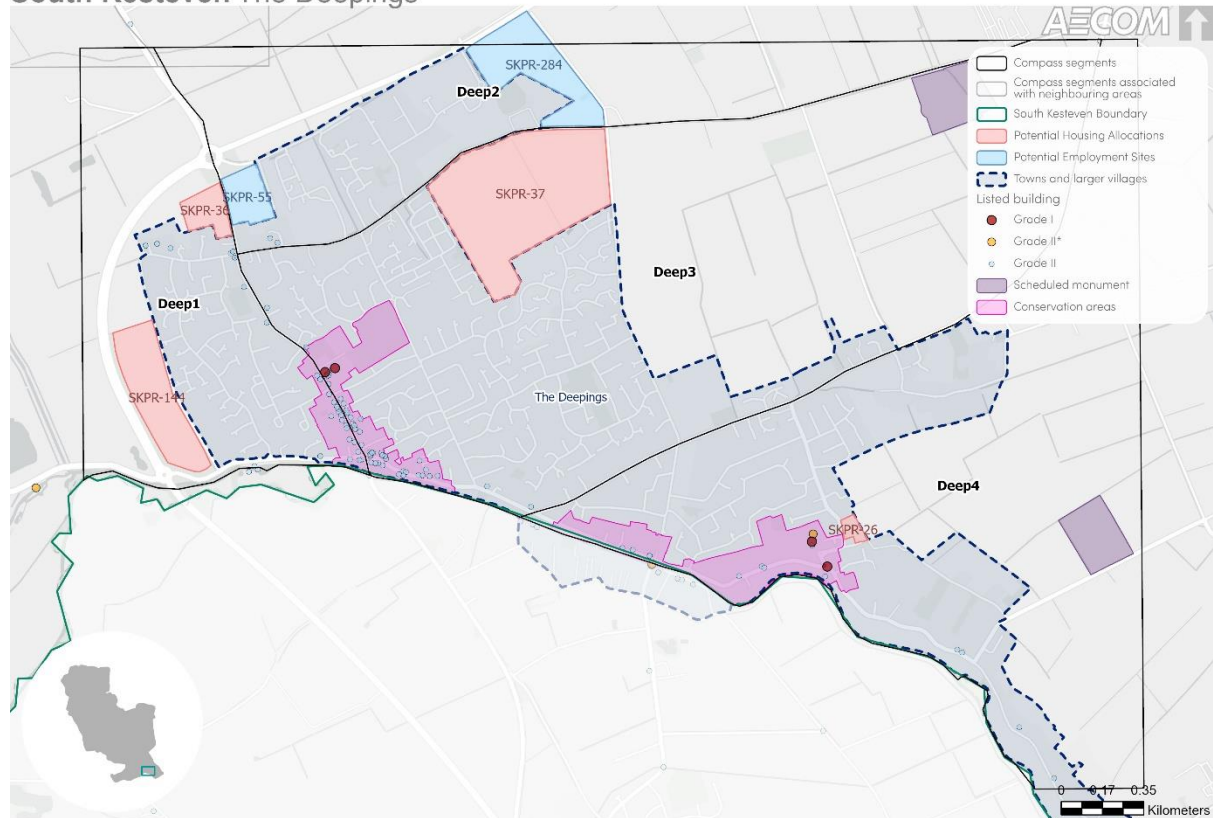 South Kesteven The Deepings
AECOM
Compass segments
Compass segments associated
with neighbouring areas
South Kesteven Boundary
Potential Housing Allocations
Potential Employment Sites
Towns and larger villages
Listed building
Grade I
Grade II*
Grade II
Scheduled monument
Conservation areas
SKPR-284
Deep2
SKPR-37
SKPR-55
SKPR-36
Deep3
Deep1
SKPR-144
The Deepings
Deep4
SKPR-26
0 0.17 0.35
Kilometers